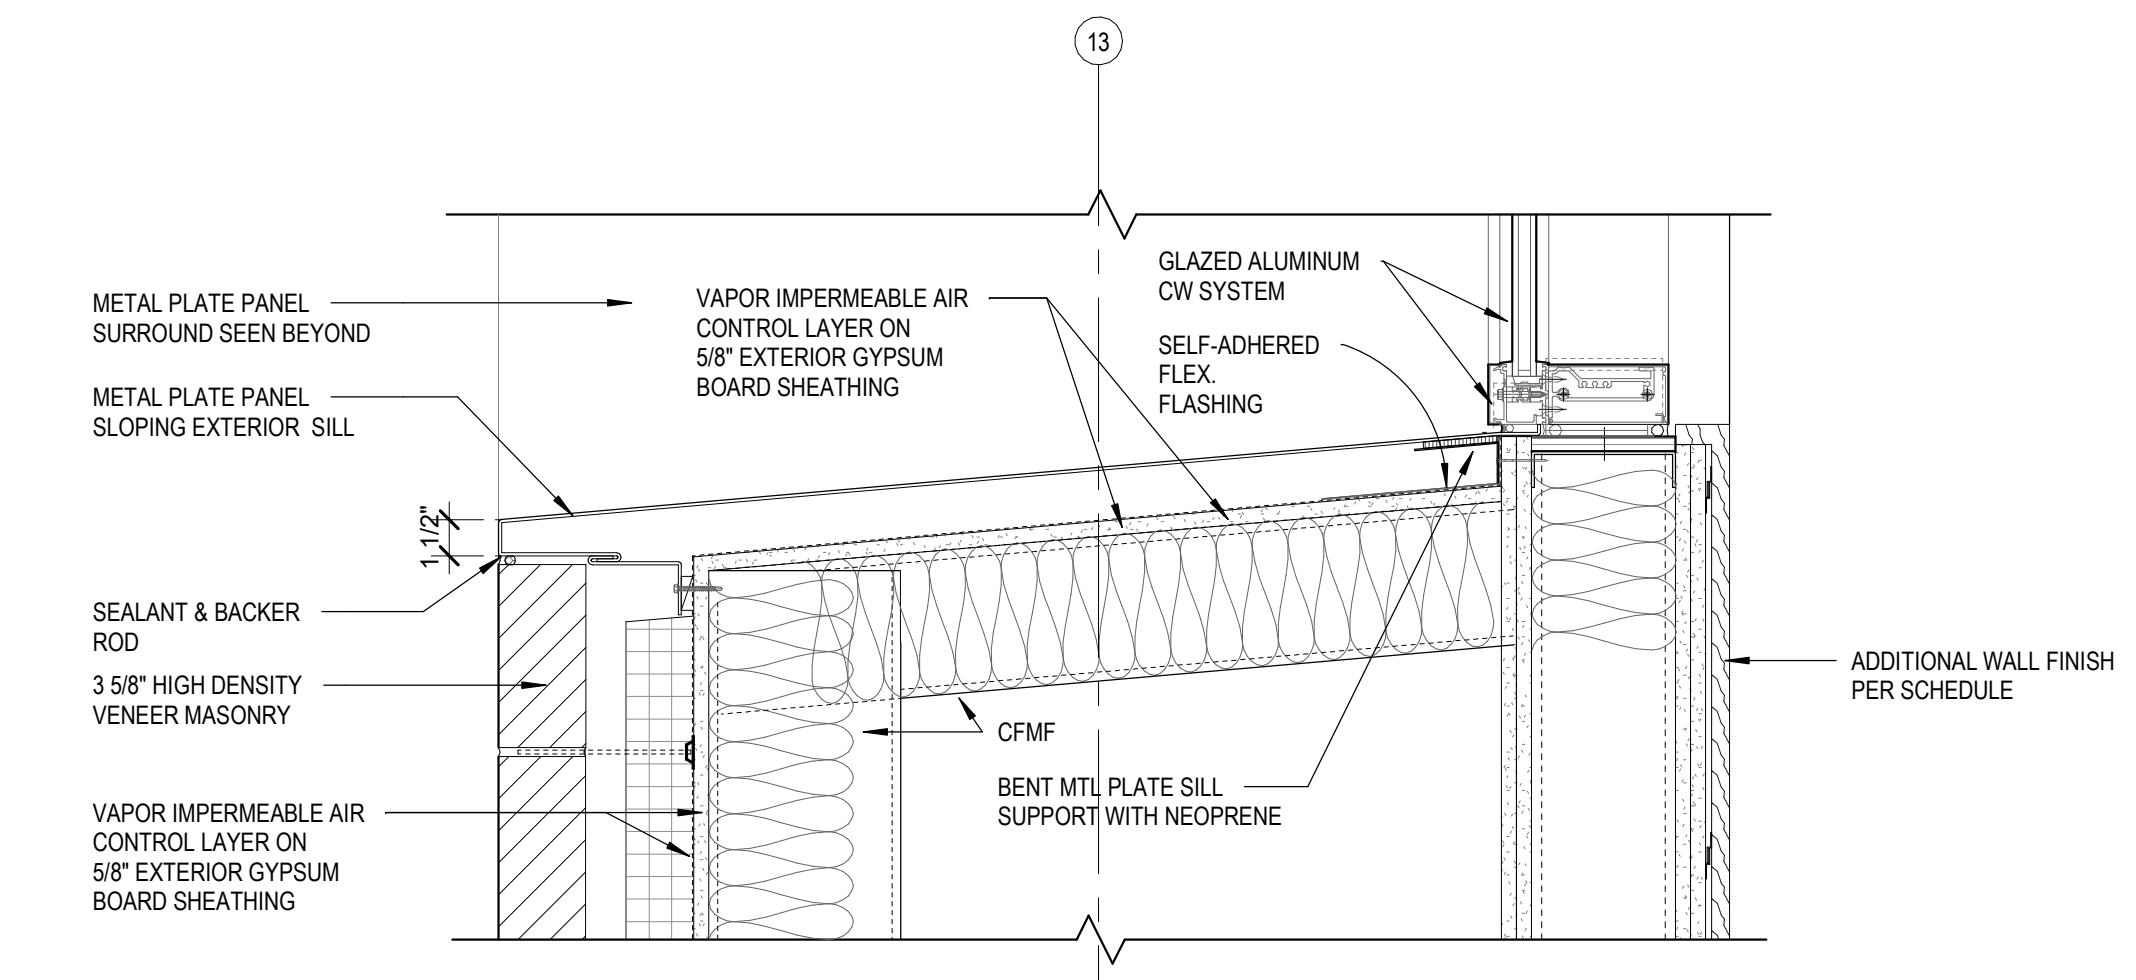 13
METAL PLATE PANEL
SURROUND SEEN BEYOND
METAL PLATE PANEL
SLOPING EXTERIOR SILL
1 1/2"
SEALANT & BACKER
ROD
3 5/8" HIGH DENSITY
VENEER MASONRY
VAPOR IMPERMEABLE AIR
CONTROL LAYER ON
5/8" EXTERIOR GYPSUM
BOARD SHEATHING
VAPOR IMPERMEABLE AIR
CONTROL LAYER ON
5/8" EXTERIOR GYPSUM
BOARD SHEATHING
GLAZED ALUMINUM
CW SYSTEM
SELF-ADHERED
FLEX.
FLASHING
CFMF
BENT MTL PLATE SILL
SUPPORT WITH NEOPRENE
ADDITIONAL WALL FINISH
PER SCHEDULE